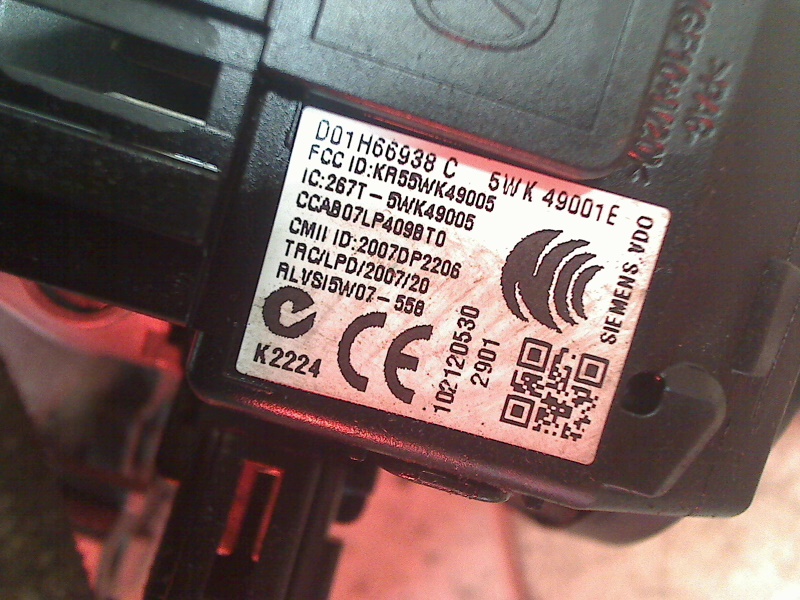 D01H66938 C 5WK 49001E
FCC ID:KR55WK49005
IC:267T-5WK49005
CCAB07LP4098T0
CMII ID:2007DP2206
TRC/LPD/2007/20
RLVSI5W07-558
K2224
CE
102120530
2901
SIEMENS VDO